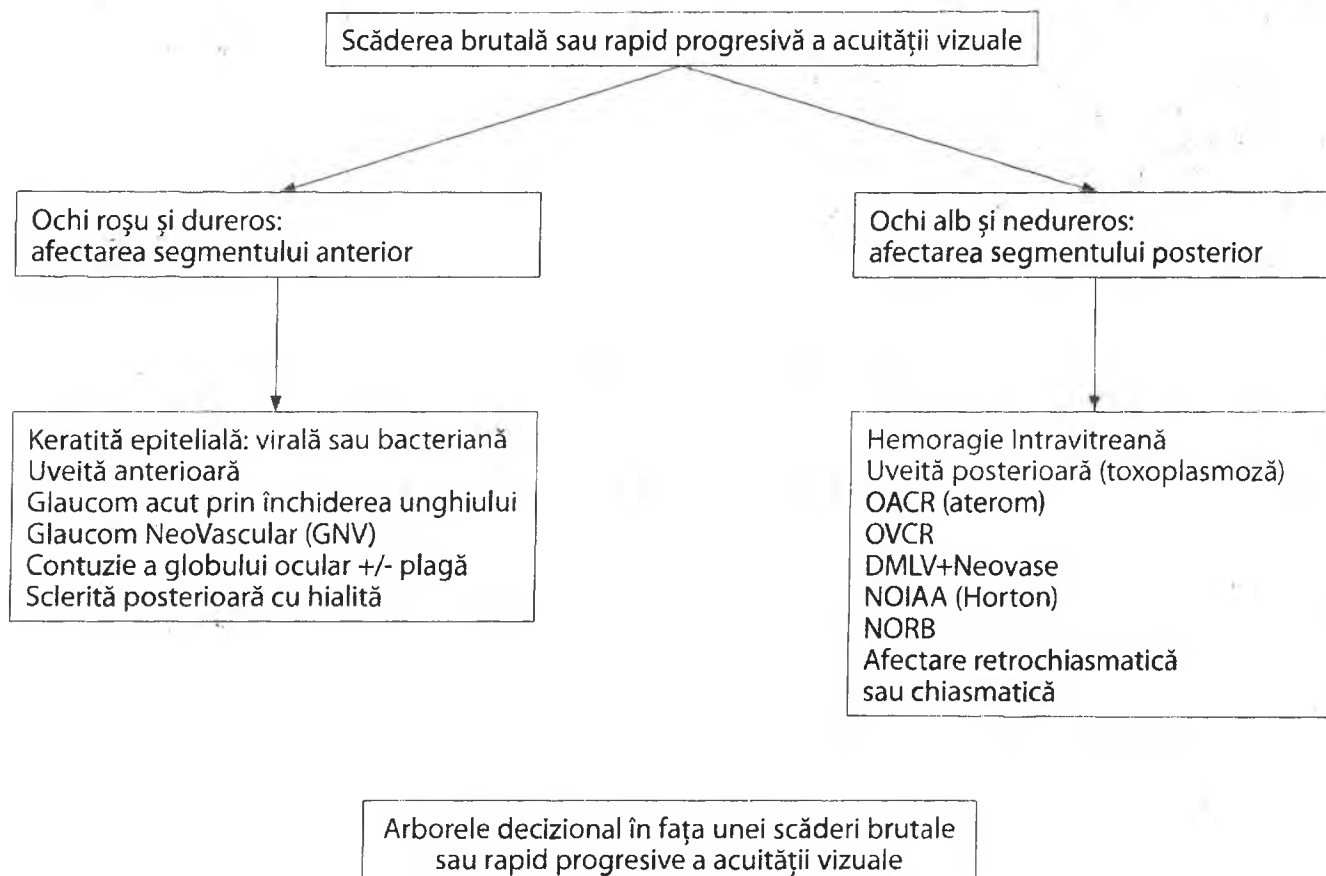 Scăderea brutală sau rapid progresivă a acuității vizuale
Ochi roșu și dureros:
afectarea segmentului anterior
Ochi alb și nedureros:
afectarea segmentului posterior
Keratită epitelială: virală sau bacteriană
Uveită anterioară
Glaucom acut prin închiderea unghiului
Glaucom NeoVascular (GNV)
Contuzie a globului ocular +/- plagă
Sclerită posterioară cu hialită
Hemoragie Intravitreană
Uveită posterioară (toxoplasmoză)
OACR (aterom)
OVCR
DMLV+Neovase
NOIAA (Horton)
NORB
Afectare retrochiasmatică
sau chiasmatică
Arborele decizional în fața unei scăderi brutale
sau rapid progresive a acuității vizuale